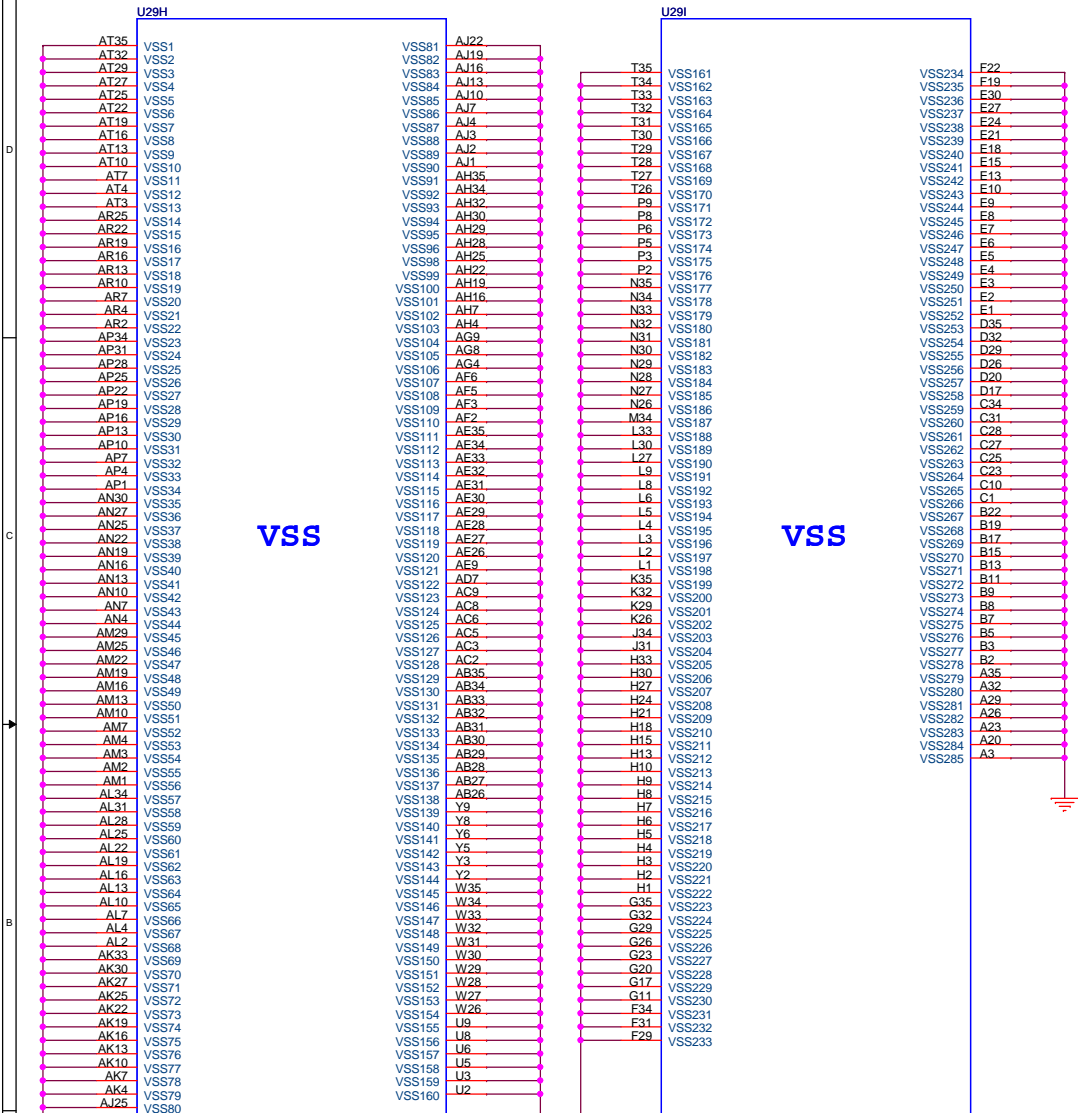 D
C
B
U29H
AT35 VSS1
AT32 VSS2
AT29 VSS3
AT27 VSS4
AT25 VSS5
AT22 VSS6
AT19 VSS7
AT16 VSS8
AT13 VSS9
AT10 VSS10
AT7 VSS11
AT4 VSS12
AT3 VSS13
AR25 VSS14
AR22 VSS15
AR19 VSS16
AR16 VSS17
AR13 VSS18
AR10 VSS19
AR7 VSS20
AR4 VSS21
AR2 VSS22
AP34 VSS23
AP31 VSS24
AP28 VSS25
AP25 VSS26
AP22 VSS27
AP19 VSS28
AP16 VSS29
AP13 VSS30
AP10 VSS31
AP7 VSS32
AP4 VSS33
AP1 VSS34
AN30 VSS35
AN27 VSS36
AN25 VSS37
AN22 VSS38
AN19 VSS39
AN16 VSS40
AN13 VSS41
AN10 VSS42
AN7 VSS43
AN4 VSS44
AM29 VSS45
AM25 VSS46
AM22 VSS47
AM19 VSS48
AM16 VSS49
AM13 VSS50
AM10 VSS51
AM7 VSS52
AM4 VSS53
AM3 VSS54
AM2 VSS55
AM1 VSS56
AL34 VSS57
AL31 VSS58
AL28 VSS59
AL25 VSS60
AL22 VSS61
AL19 VSS62
AL16 VSS63
AL13 VSS64
AL10 VSS65
AL7 VSS66
AL4 VSS67
AL2 VSS68
AK33 VSS69
AK30 VSS70
AK27 VSS71
AK25 VSS72
AK22 VSS73
AK19 VSS74
AK16 VSS75
AK13 VSS76
AK10 VSS77
AK7 VSS78
AK4 VSS79
AJ25 VSS80
VSS
VSS81 AJ22
VSS82 AJ19
VSS83 AJ16
VSS84 AJ13
VSS85 AJ10
VSS86 AJ7
VSS87 AJ4
VSS88 AJ3
VSS89 AJ2
VSS90 AJ1
VSS91 AH35
VSS92 AH34
VSS93 AH32
VSS94 AH30
VSS95 AH29
VSS96 AH28
VSS98 AH25
VSS99 AH22
VSS100 AH19
VSS101 AH16
VSS102 AH7
VSS103 AH4
VSS104 AG9
VSS105 AG8
VSS106 AG4
VSS107 AF6
VSS108 AF5
VSS109 AF3
VSS110 AF2
VSS111 AE35
VSS112 AE34
VSS113 AE33
VSS114 AE32
VSS115 AE31
VSS116 AE30
VSS117 AE29
VSS118 AE28
VSS119 AE27
VSS120 AE26
VSS121 AE9
VSS122 AD7
VSS123 AC9
VSS124 AC8
VSS125 AC6
VSS126 AC5
VSS127 AC3
VSS128 AC2
VSS129 AB35
VSS130 AB34
VSS131 AB33
VSS132 AB32
VSS133 AB31
VSS134 AB30
VSS135 AB29
VSS136 AB28
VSS137 AB27
VSS138 AB26
VSS139 Y9
VSS140 Y8
VSS141 Y6
VSS142 Y5
VSS143 Y3
VSS144 Y2
VSS145 W35
VSS146 W34
VSS147 W33
VSS148 W32
VSS149 W31
VSS150 W30
VSS151 W29
VSS152 W28
VSS153 W27
VSS154 W26
VSS155 U9
VSS156 U8
VSS157 U6
VSS158 U5
VSS159 U3
VSS160 U2
U29I
T35 VSS161
T34 VSS162
T33 VSS163
T32 VSS164
T31 VSS165
T30 VSS166
T29 VSS167
T28 VSS168
T27 VSS169
T26 VSS170
P9 VSS171
P8 VSS172
P6 VSS173
P5 VSS174
P3 VSS175
P2 VSS176
N35 VSS177
N34 VSS178
N33 VSS179
N32 VSS180
N31 VSS181
N30 VSS182
N29 VSS183
N28 VSS184
N27 VSS185
N26 VSS186
M34 VSS187
L33 VSS188
L30 VSS189
L27 VSS190
L9 VSS191
L8 VSS192
L6 VSS193
L5 VSS194
L4 VSS195
L3 VSS196
L2 VSS197
L1 VSS198
K35 VSS199
K32 VSS200
K29 VSS201
K26 VSS202
J34 VSS203
J31 VSS204
H33 VSS205
H30 VSS206
H27 VSS207
H24 VSS208
H21 VSS209
H18 VSS210
H15 VSS211
H13 VSS212
H10 VSS213
H9 VSS214
H8 VSS215
H7 VSS216
H6 VSS217
H5 VSS218
H4 VSS219
H3 VSS220
H2 VSS221
H1 VSS222
G35 VSS223
G32 VSS224
G29 VSS225
G26 VSS226
G23 VSS227
G20 VSS228
G17 VSS229
G11 VSS230
F34 VSS231
F31 VSS232
F29 VSS233
VSS
VSS234 F22
VSS235 F19
VSS236 E30
VSS237 E27
VSS238 E24
VSS239 E21
VSS240 E18
VSS241 E15
VSS242 E13
VSS243 E10
VSS244 E9
VSS245 E8
VSS246 E7
VSS247 E6
VSS248 E5
VSS249 E4
VSS250 E3
VSS251 E2
VSS252 E1
VSS253 D35
VSS254 D32
VSS255 D29
VSS256 D26
VSS257 D20
VSS258 D17
VSS259 C34
VSS260 C31
VSS261 C28
VSS262 C27
VSS263 C25
VSS264 C23
VSS265 C10
VSS266 C1
VSS267 B22
VSS268 B19
VSS269 B17
VSS270 B15
VSS271 B13
VSS272 B11
VSS273 B9
VSS274 B8
VSS275 B7
VSS276 B5
VSS277 B3
VSS278 B2
VSS279 A35
VSS280 A32
VSS281 A29
VSS282 A26
VSS283 A23
VSS284 A20
VSS285 A3